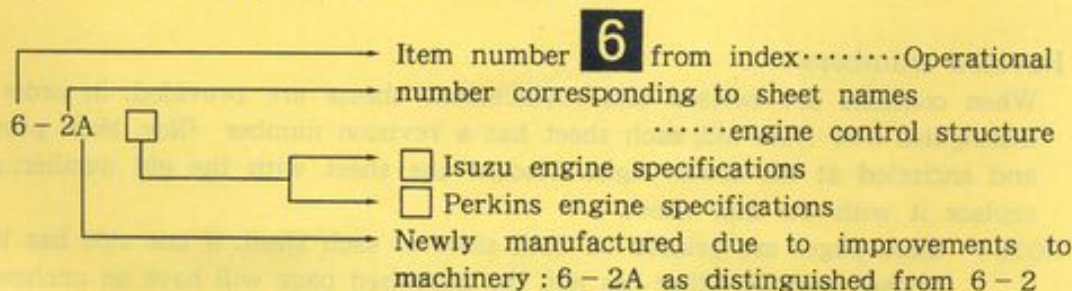 Item number 6 from index········Operational
number corresponding to sheet names
6-2A □ ······engine control structure
□ Isuzu engine specifications
□ Perkins engine specifications
Newly manufactured due to improvements to
machinery : 6-2A as distinguished from 6-2